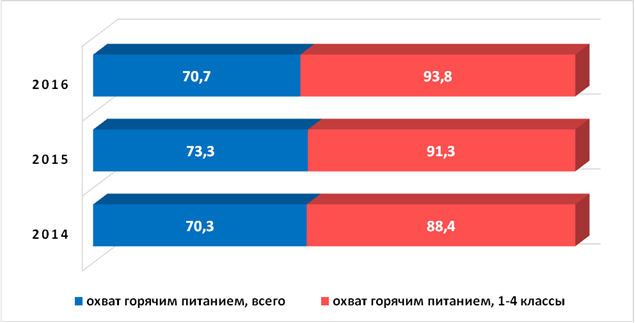 2016 70,7 93,8
2015 73,3 91,3
2014 70,3 88,4
охват горячим питанием, всего охват горячим питанием, 1-4 классы